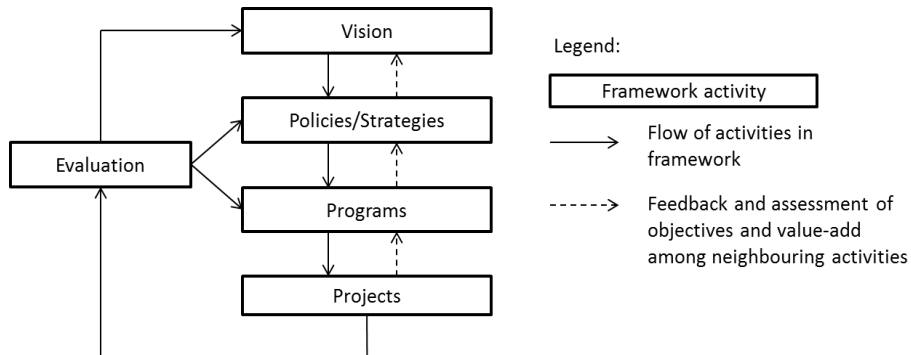 Vision
Policies/Strategies
Evaluation
Programs
Projects
Legend:
Framework activity
Flow of activities in
framework
Feedback and assessment of
objectives and value-add
among neighbouring activities